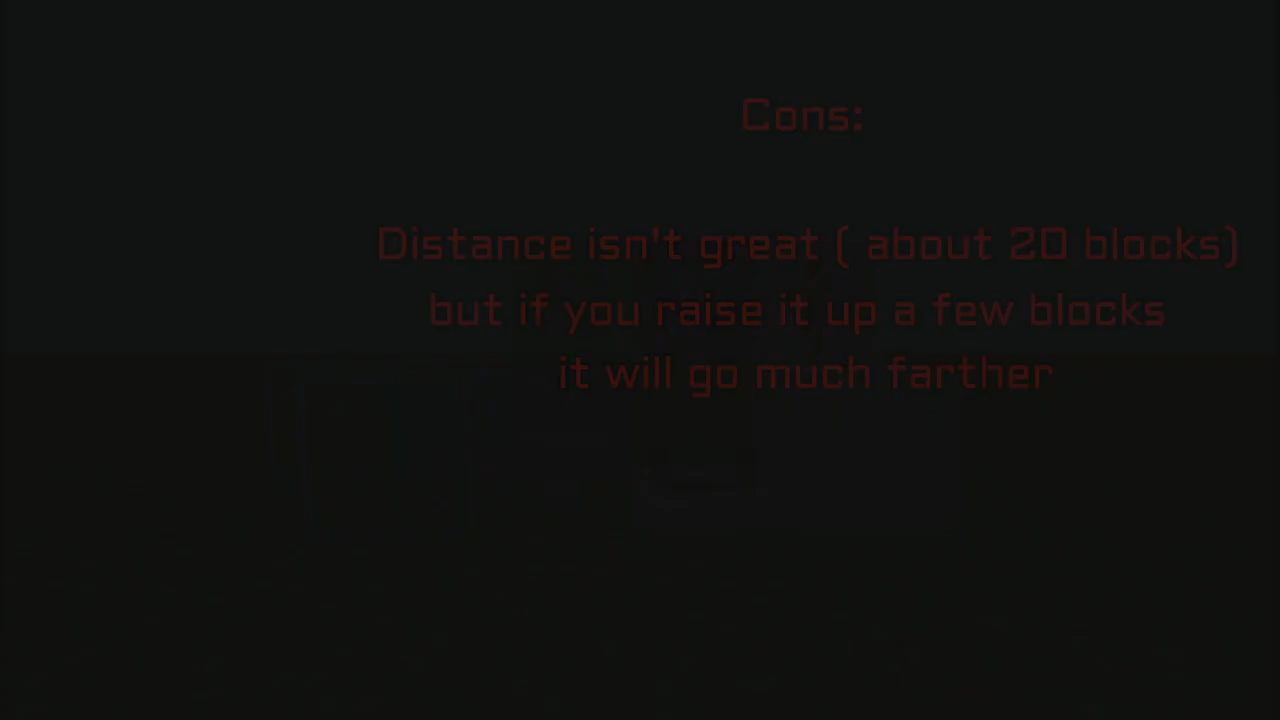 Cons:
Distance isn't great ( about 20 blocks)
but if you raise it up a few blocks
it will go much farther